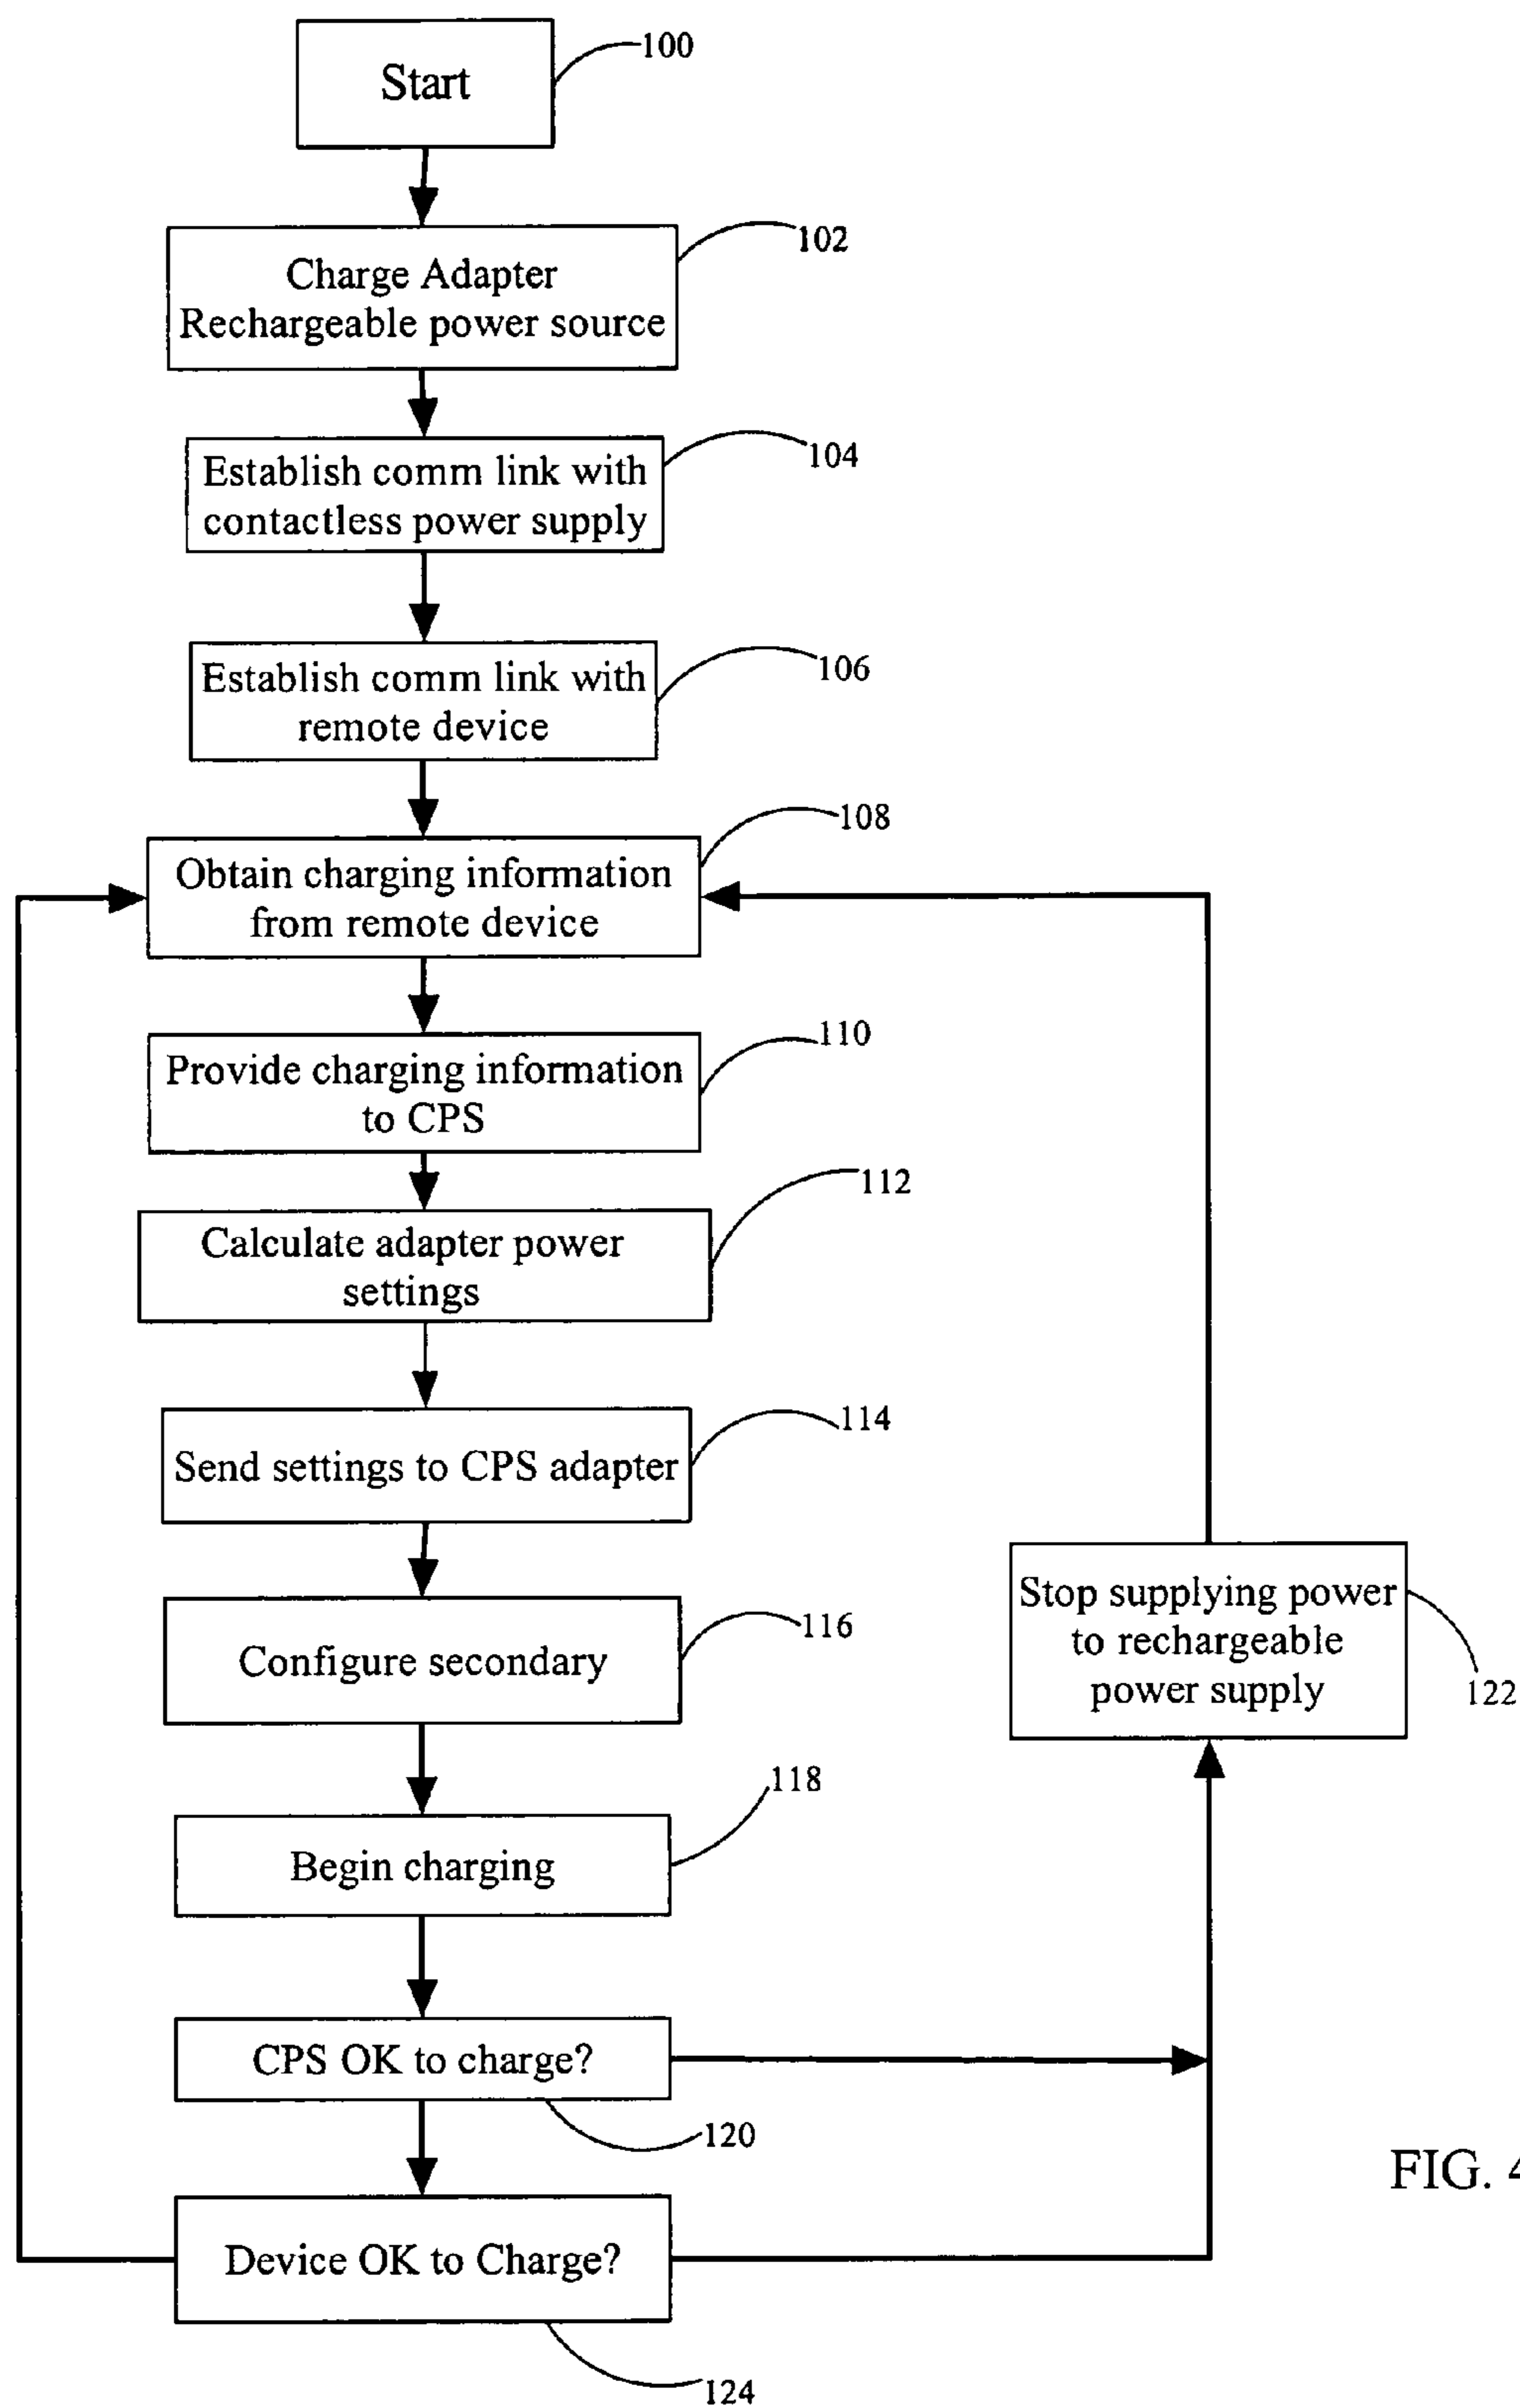 Start
100
Charge Adapter
Rechargeable power source
102
Establish comm link with
contactless power supply
104
Establish comm link with
remote device
106
Obtain charging information
from remote device
108
Provide charging information
to CPS
110
Calculate adapter power
settings
112
Send settings to CPS adapter
114
Configure secondary
116
Stop supplying power
to rechargeable
power supply
122
Begin charging
118
CPS OK to charge?
120
FIG. 4
Device OK to Charge?
124